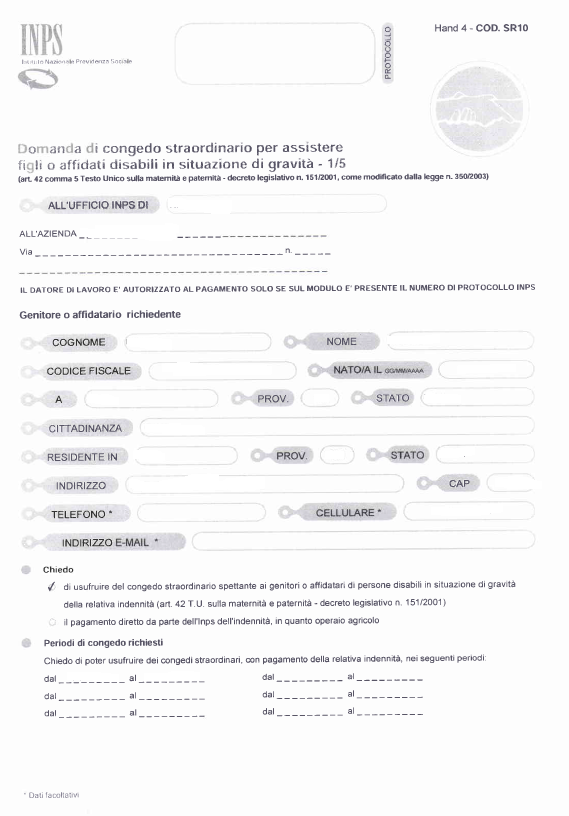 INPS
Istituto Nazionale Previdenza Sociale
PROTOCOLLO
Hand 4 - COD. SR10
Domanda di congedo straordinario per assistere
figli o affidati disabili in situazione di gravità - 1/5
(art. 42 comma 5 Testo Unico sulla maternità e paternità - decreto legislativo n. 151/2001, come modificato dalla legge n. 350/2003)
ALL'UFFICIO INPS DI
ALL'AZIENDA
Via n.
IL DATORE DI LAVORO E' AUTORIZZATO AL PAGAMENTO SOLO SE SUL MODULO E' PRESENTE IL NUMERO DI PROTOCOLLO INPS
Genitore o affidatario richiedente
COGNOME NOME
CODICE FISCALE NATO/A IL GG/MM/AAAA
A PROV. STATO
CITTADINANZA
RESIDENTE IN PROV. STATO
INDIRIZZO CAP
TELEFONO * CELLULARE *
INDIRIZZO E-MAIL *
Chiedo
✓ di usufruire del congedo straordinario spettante ai genitori o affidatari di persone disabili in situazione di gravità
della relativa indennità (art. 42 T.U. sulla maternità e paternità - decreto legislativo n. 151/2001)
il pagamento diretto da parte dell'Inps dell'indennità, in quanto operaio agricolo
Periodi di congedo richiesti
Chiedo di poter usufruire dei congedi straordinari, con pagamento della relativa indennità, nei seguenti periodi:
dal al dal al
dal al dal al
dal al dal al
* Dati facoltativi